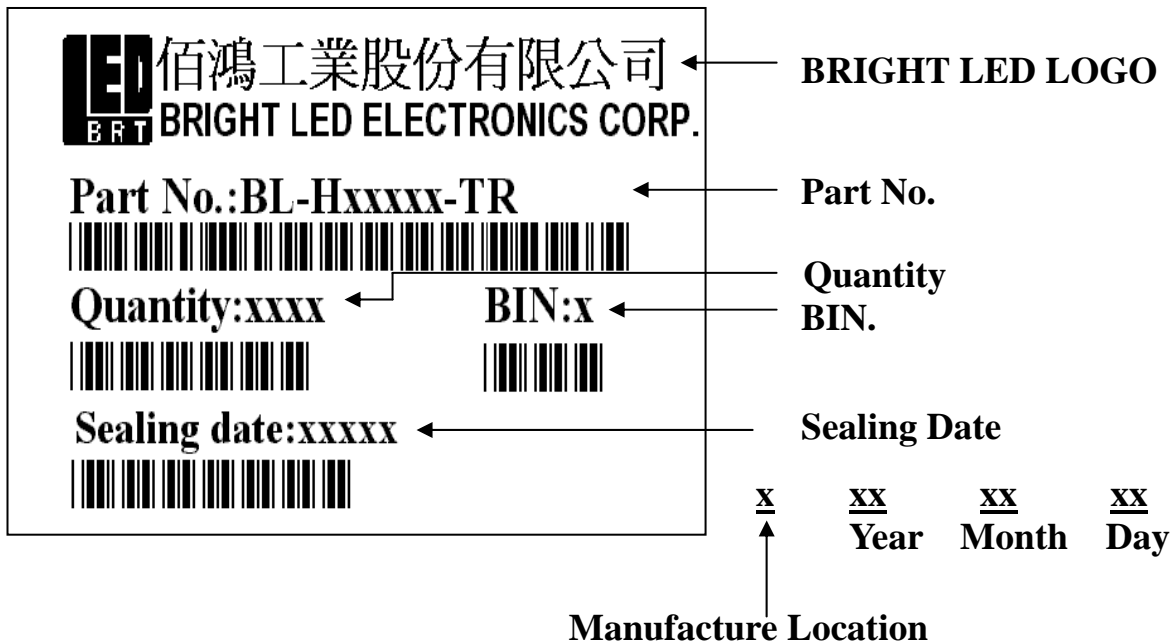 LED
BRT
佰鴻工業股份有限公司
BRIGHT LED ELECTRONICS CORP.
BRIGHT LED LOGO
Part No.:BL-Hxxxxx-TR
Part No.
Quantity:xxxx
BIN:x
Quantity
BIN.
Sealing date:xxxxx
Sealing Date
x xx xx xx
Year Month Day
Manufacture Location